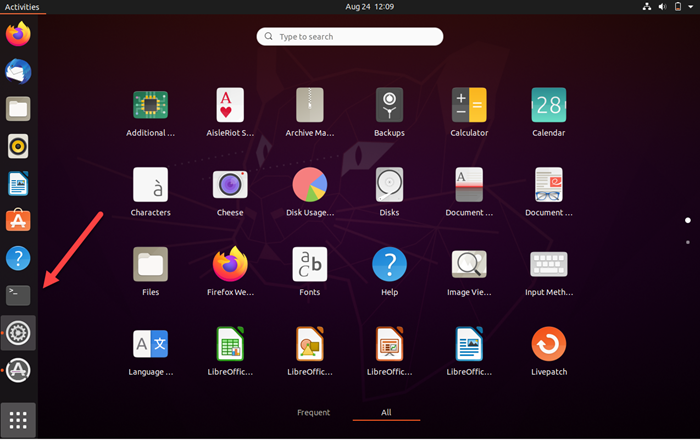 Activities
Aug 24 12:09
Type to search
Additional ...
AisleRiot S...
Archive Ma...
Backups
Calculator
Calendar
28
Characters
Cheese
Disk Usage...
Disks
Document ...
Document ...
Files
Firefox We...
Fonts
Help
Image Vie...
Input Meth...
Language ...
LibreOffic...
LibreOffic...
LibreOffic...
LibreOffic...
Livepatch
Frequent
All